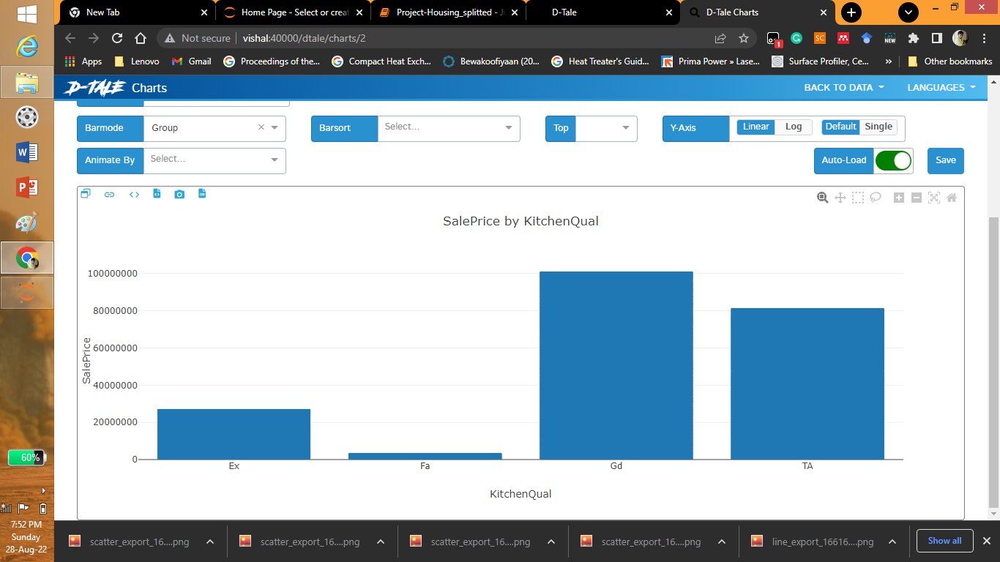 New Tab
Home Page - Select or creat
Project-Housing_splitted - Ju
D-Tale
D-Tale Charts
Not secure | vishal:40000/dtale/charts/2
1
SC
NEW
Apps
Lenovo
Gmail
Proceedings of the...
Compact Heat Exch...
Bewakoofiyaan (20...
Heat Treater's Guid...
Prima Power » Lase...
Surface Profiler, Ce...
»
Other bookmarks
D-TALE Charts
BACK TO DATA
LANGUAGES
Barmode
Group
Barsort
Select...
Top
Y-Axis
Linear
Log
Default
Single
Animate By
Select...
Auto-Load
Save
SalePrice by KitchenQual
100000000
80000000
60000000
40000000
20000000
0
SalePrice
Ex
Fa
Gd
TA
KitchenQual
60%
7:52 PM
Sunday
28-Aug-22
scatter_export_16....png
scatter_export_16....png
scatter_export_16....png
scatter_export_16....png
line_export_16616....png
Show all